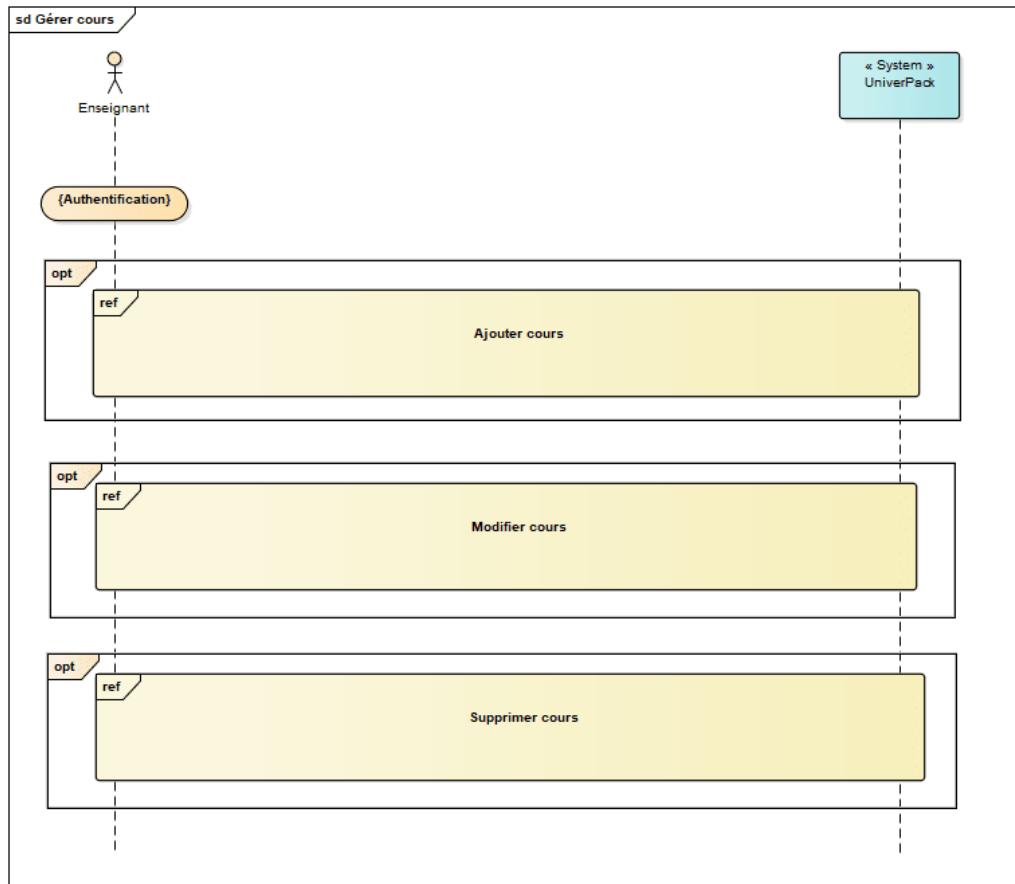 sd Gérer cours
Enseignant
« System »
UniverPack
{Authentification}
opt
ref
Ajouter cours
opt
ref
Modifier cours
opt
ref
Supprimer cours